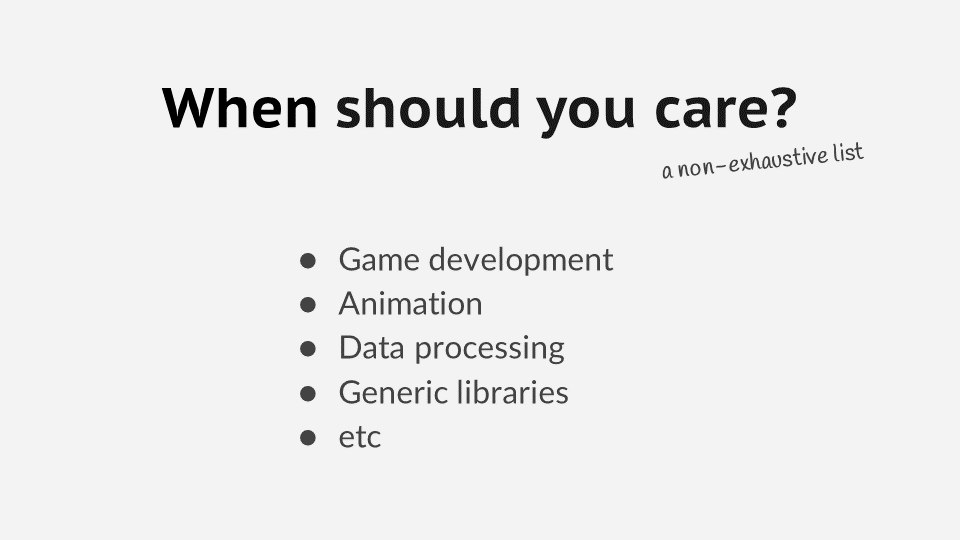 When should you care?
a non-exhaustive list
● Game development
● Animation
● Data processing
● Generic libraries
● etc